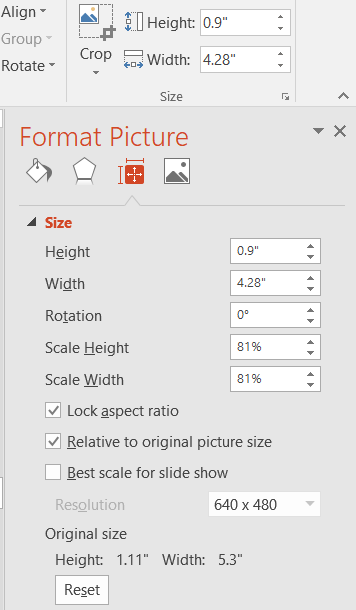 Align
Height: 0.9"
Group
Crop
Rotate
Width: 4.28"
Size
Format Picture
Size
Height 0.9"
Width 4.28"
Rotation 0°
Scale Height 81%
Scale Width 81%
Lock aspect ratio
Relative to original picture size
Best scale for slide show
Resolution 640 x 480
Original size
Height: 1.11" Width: 5.3"
Reset